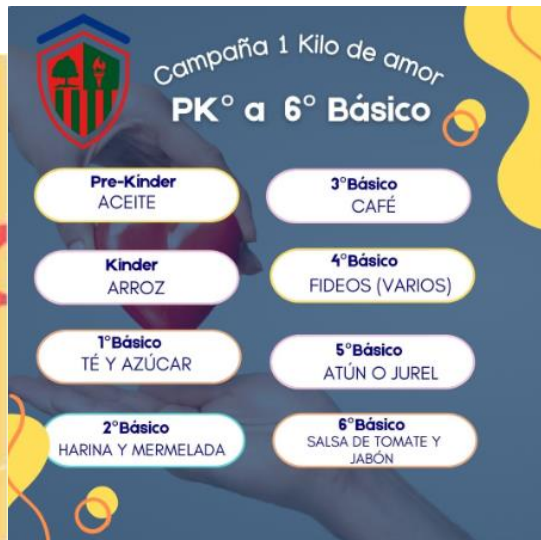 Campaña 1 Kilo de amor
PK° a 6° Básico
Pre-Kinder
ACEITE
Kinder
ARROZ
1°Básico
TÉ Y AZÚCAR
2°Básico
HARINA Y MERMELADA
3°Básico
CAFÉ
4°Básico
FIDEOS (VARIOS)
5°Básico
ATÚN O JUREL
6°Básico
SALSA DE TOMATE Y
JABÓN